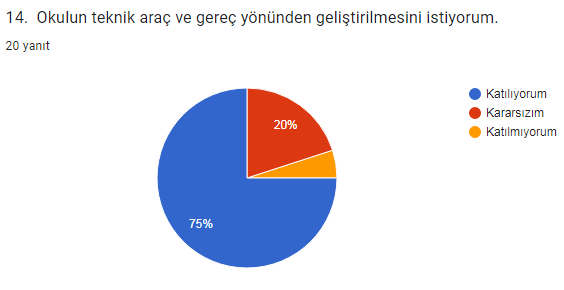 14. Okulun teknik araç ve gereç yönünden geliştirilmesini istiyorum.
20 yanıt
Katılıyorum
Kararsızım
Katılmıyorum
20%
75%